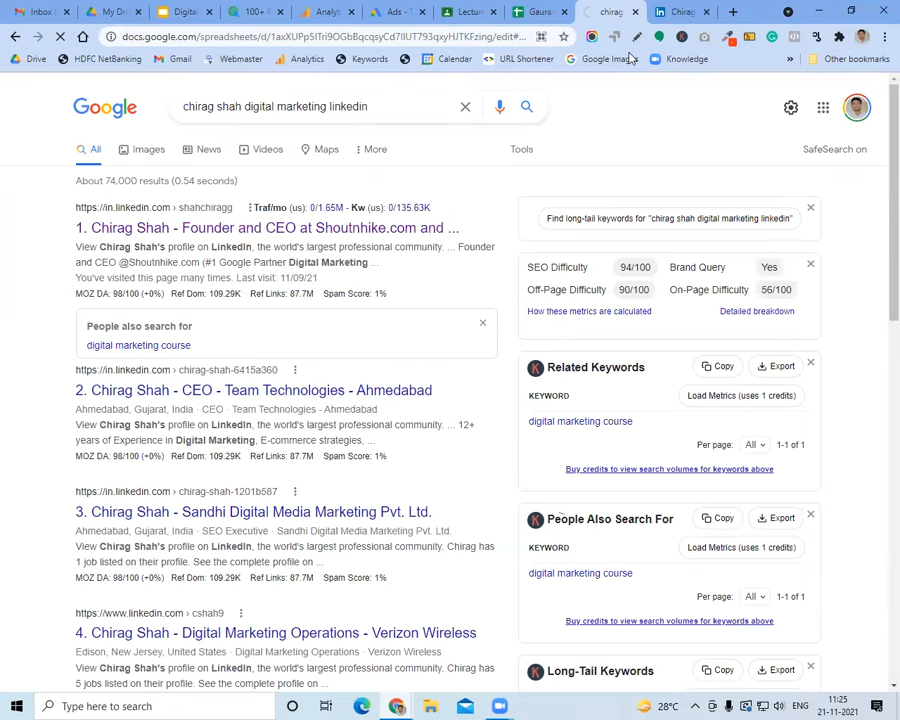 Inbox
My Dr
Digital
100+ F
Analyt
Ads - T
Lecture
Gaura
chirag
Chirag
docs.google.com/spreadsheets/d/1axXUPp5ITri9OGbBqcqsyCd7IlUT793qxyHJTKFzing/edit#...
Drive
HDFC NetBanking
Gmail
Webmaster
Analytics
Keywords
Calendar
URL Shortener
Google Images
Knowledge
»
Other bookmarks
Google
chirag shah digital marketing linkedin
All
Images
News
Videos
Maps
More
Tools
SafeSearch on
About 74,000 results (0.54 seconds)
https://in.linkedin.com › shahchiragg
Traf/mo (us): 0/1.65M - Kw (us): 0/135.63K
1. Chirag Shah - Founder and CEO at Shoutnhike.com and ...
View Chirag Shah's profile on LinkedIn, the world's largest professional community. ... Founder
and CEO @Shoutnhike.com (#1 Google Partner Digital Marketing ...
You've visited this page many times. Last visit: 11/09/21
MOZ DA: 98/100 (+0%) Ref Dom: 109.29K Ref Links: 87.7M Spam Score: 1%
People also search for
digital marketing course
https://in.linkedin.com › chirag-shah-6415a360
2. Chirag Shah - CEO - Team Technologies - Ahmedabad
Ahmedabad, Gujarat, India · CEO · Team Technologies - Ahmedabad
View Chirag Shah's profile on LinkedIn, the world's largest professional community. ... 12+
years of Experience in Digital Marketing, E-commerce strategies, ...
MOZ DA: 98/100 (+0%) Ref Dom: 109.29K Ref Links: 87.7M Spam Score: 1%
https://in.linkedin.com › chirag-shah-1201b587
3. Chirag Shah - Sandhi Digital Media Marketing Pvt. Ltd.
Ahmedabad, Gujarat, India · SEO Executive · Sandhi Digital Media Marketing Pvt. Ltd.
View Chirag Shah's profile on LinkedIn, the world's largest professional community. Chirag has
1 job listed on their profile. See the complete profile on ...
MOZ DA: 98/100 (+0%) Ref Dom: 109.29K Ref Links: 87.7M Spam Score: 1%
https://www.linkedin.com › cshah9
4. Chirag Shah - Digital Marketing Operations - Verizon Wireless
Edison, New Jersey, United States · Digital Marketing Operations · Verizon Wireless
View Chirag Shah's profile on LinkedIn, the world's largest professional community. Chirag has
5 jobs listed on their profile. See the complete profile on ...
Find long-tail keywords for "chirag shah digital marketing linkedin"
SEO Difficulty 94/100 Brand Query Yes
Off-Page Difficulty 90/100 On-Page Difficulty 56/100
How these metrics are calculated
Detailed breakdown
Related Keywords
Copy
Export
KEYWORD
Load Metrics (uses 1 credits)
digital marketing course
Per page: All 1-1 of 1
Buy credits to view search volumes for keywords above
People Also Search For
Copy
Export
KEYWORD
Load Metrics (uses 1 credits)
digital marketing course
Per page: All 1-1 of 1
Buy credits to view search volumes for keywords above
Long-Tail Keywords
Copy
Export
Type here to search
28°C
ENG
11:25
21-11-2021